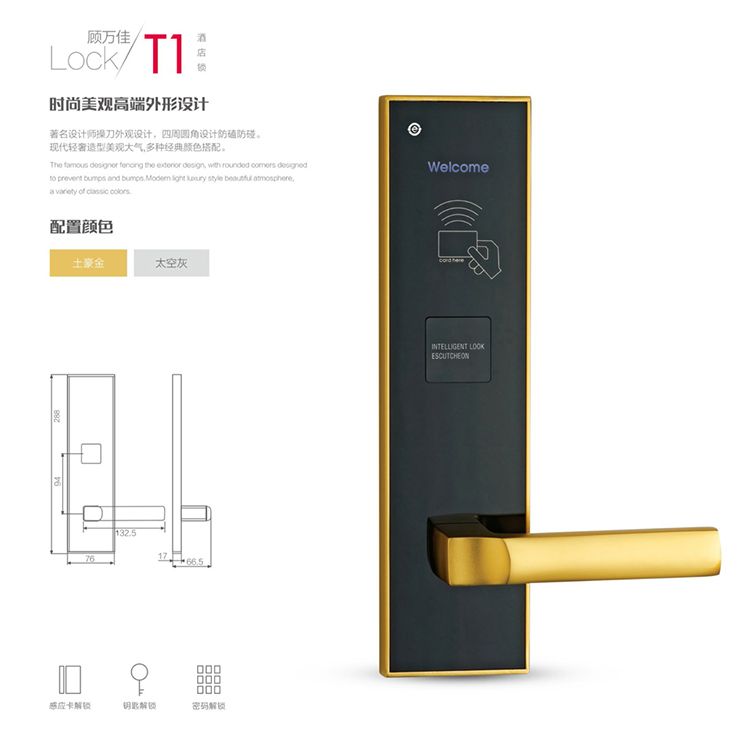 顾万佳
Lock
T1
酒店锁
时尚美观高端外形设计
著名设计师操刀外观设计，四周圆角设计防磕防碰。
现代轻奢造型美观大气,多种经典颜色搭配。
The famous designer fencing the exterior design, with rounded corners designed
to prevent bumps and bumps.Modern light luxury style beautiful atmosphere,
a variety of classic colors.
配置颜色
土豪金
太空灰
Welcome
card here
INTELLIGENT LOOK
ESCUTCHEON
288
94
132.5
76
17
66.5
感应卡解锁
钥匙解锁
密码解锁